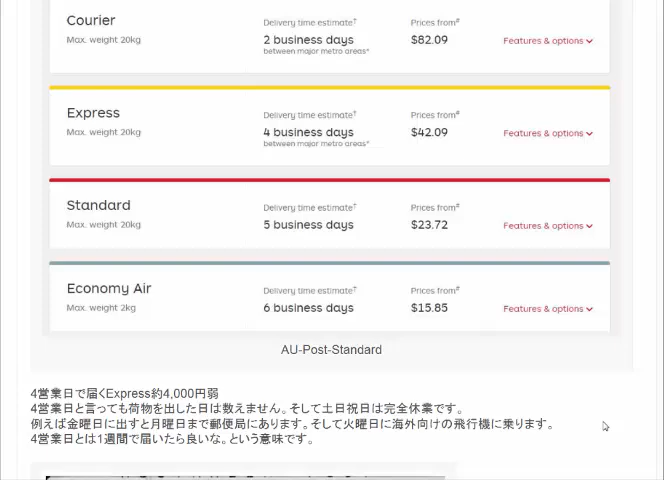 Courier
Max. weight 20kg
Delivery time estimate†
2 business days
between major metro areas*
Prices from#
$82.09
Features & options
Express
Max. weight 20kg
Delivery time estimate†
4 business days
between major metro areas*
Prices from#
$42.09
Features & options
Standard
Max. weight 20kg
Delivery time estimate†
5 business days
Prices from#
$23.72
Features & options
Economy Air
Max. weight 2kg
Delivery time estimate†
6 business days
Prices from#
$15.85
Features & options
AU-Post-Standard
4営業日で届くExpress約4,000円弱
4営業日と言っても荷物を出した日は数えません。そして土日祝日は完全休業です。
例えば金曜日に出すと月曜日まで郵便局にあります。そして火曜日に海外向けの飛行機に乗ります。
4営業日とは1週間で届いたら良いな。という意味です。